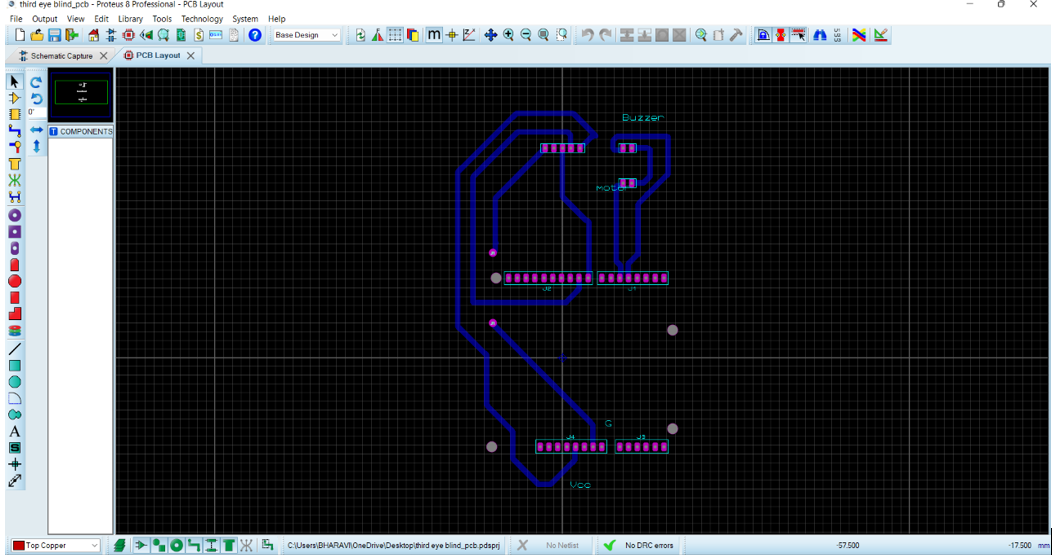 third eye blind_pcb - Proteus 8 Professional - PCB Layout
File Output View Edit Library Tools Technology System Help
Base Design
Schematic Capture PCB Layout
0°
COMPONENTS
Buzzer
motor
J2 J1
G
J4 J3
Vcc
Top Copper C:\Users\BHARAVI\OneDrive\Desktop\third eye blind_pcb.pdsprj No Netlist No DRC errors -57.500 -17.500 mm